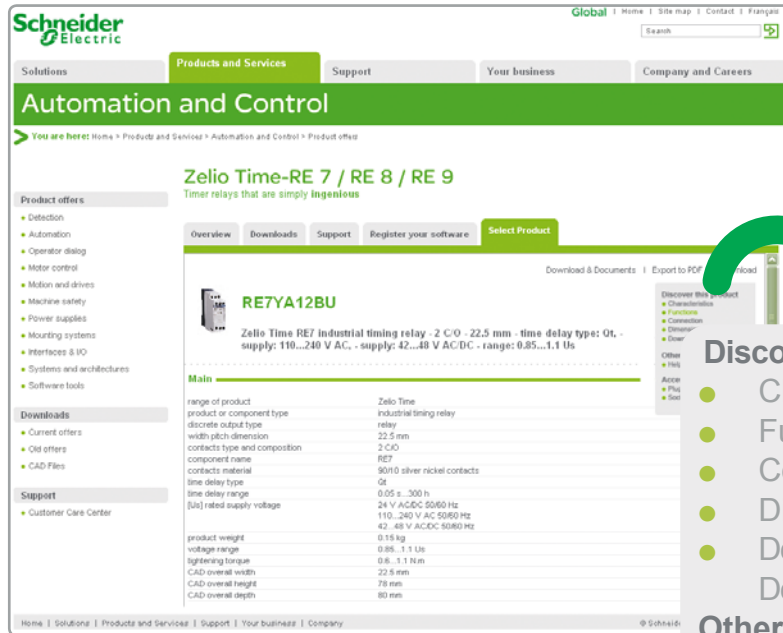 Schneider
Electric
Global | Home | Site map | Contact | Français
Search
Solutions
Products and Services
Support
Your business
Company and Careers
Automation and Control
You are here: Home > Products and Services > Automation and Control > Product offers
Zelio Time-RE 7 / RE 8 / RE 9
Timer relays that are simply ingenious
Product offers
Detection
Automation
Operator dialog
Motor control
Motion and drives
Machine safety
Power supplies
Mounting systems
Interfaces & I/O
Systems and architectures
Software tools
Downloads
Current offers
Old offers
CAD Files
Support
Customer Care Center
Overview
Downloads
Support
Register your software
Select Product
Download & Documents | Export to PDF
RE7YA12BU
Zelio Time RE7 industrial timing relay - 2 C/O - 22.5 mm - time delay type: Qt, -
supply: 110...240 V AC, - supply: 42...48 V AC/DC - range: 0.85...1.1 Us
Main
range of product Zelio Time
product or component type industrial timing relay
discrete output type relay
width pitch dimension 22.5 mm
contacts type and composition 2 C/O
component name RE7
contacts material 90/10 silver nickel contacts
time delay type Qt
time delay range 0.05 s...300 h
[Us] rated supply voltage 24 V AC/DC 50/60 Hz
110...240 V AC 50/60 Hz
42...48 V AC/DC 50/60 Hz
product weight 0.15 kg
voltage range 0.85...1.1 Us
tightening torque 0.6...1.1 N.m
CAD overall width 22.5 mm
CAD overall height 78 mm
CAD overall depth 80 mm
Discover this product
Characteristics
Functions
Connection
Other
Home | Solutions | Products and Services | Support | Your business | Company